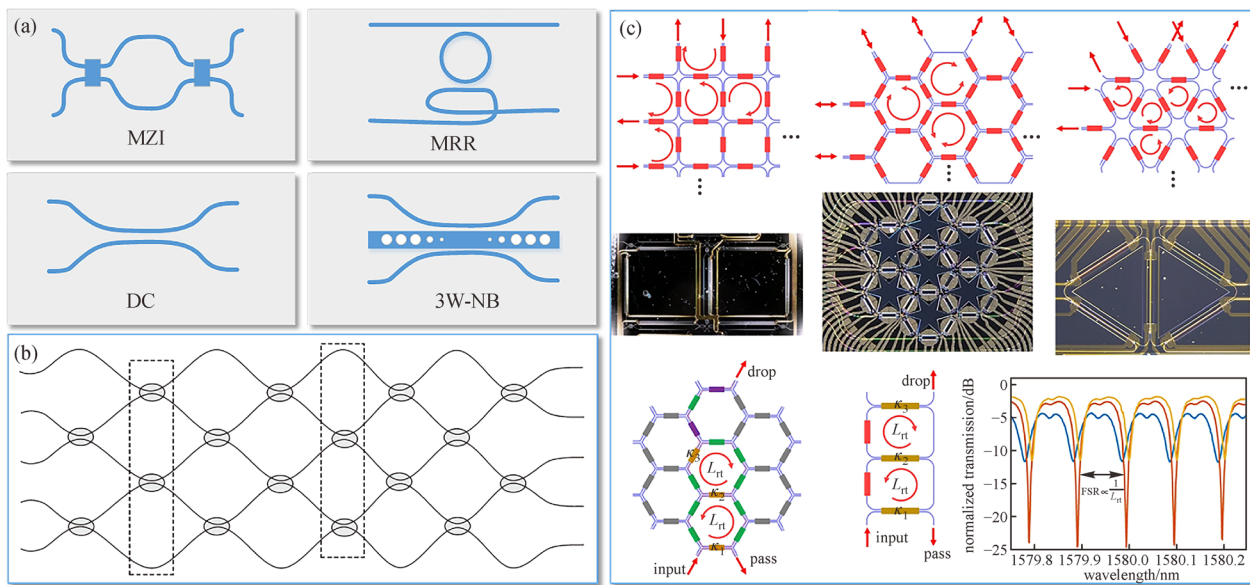 (a)
MZI
MRR
DC
3W-NB
(b)
(c)
...
...
...
drop
κ3
Lrt
κ2
Lrt
κ1
input
pass
drop
κ3
Lrt
κ2
Lrt
κ1
input
pass
normalized transmission/dB
0
−5
−10
−15
−20
−25
FSR∝1/Lrt
1579.8
1579.9
1580.0
1580.1
1580.2
wavelength/nm